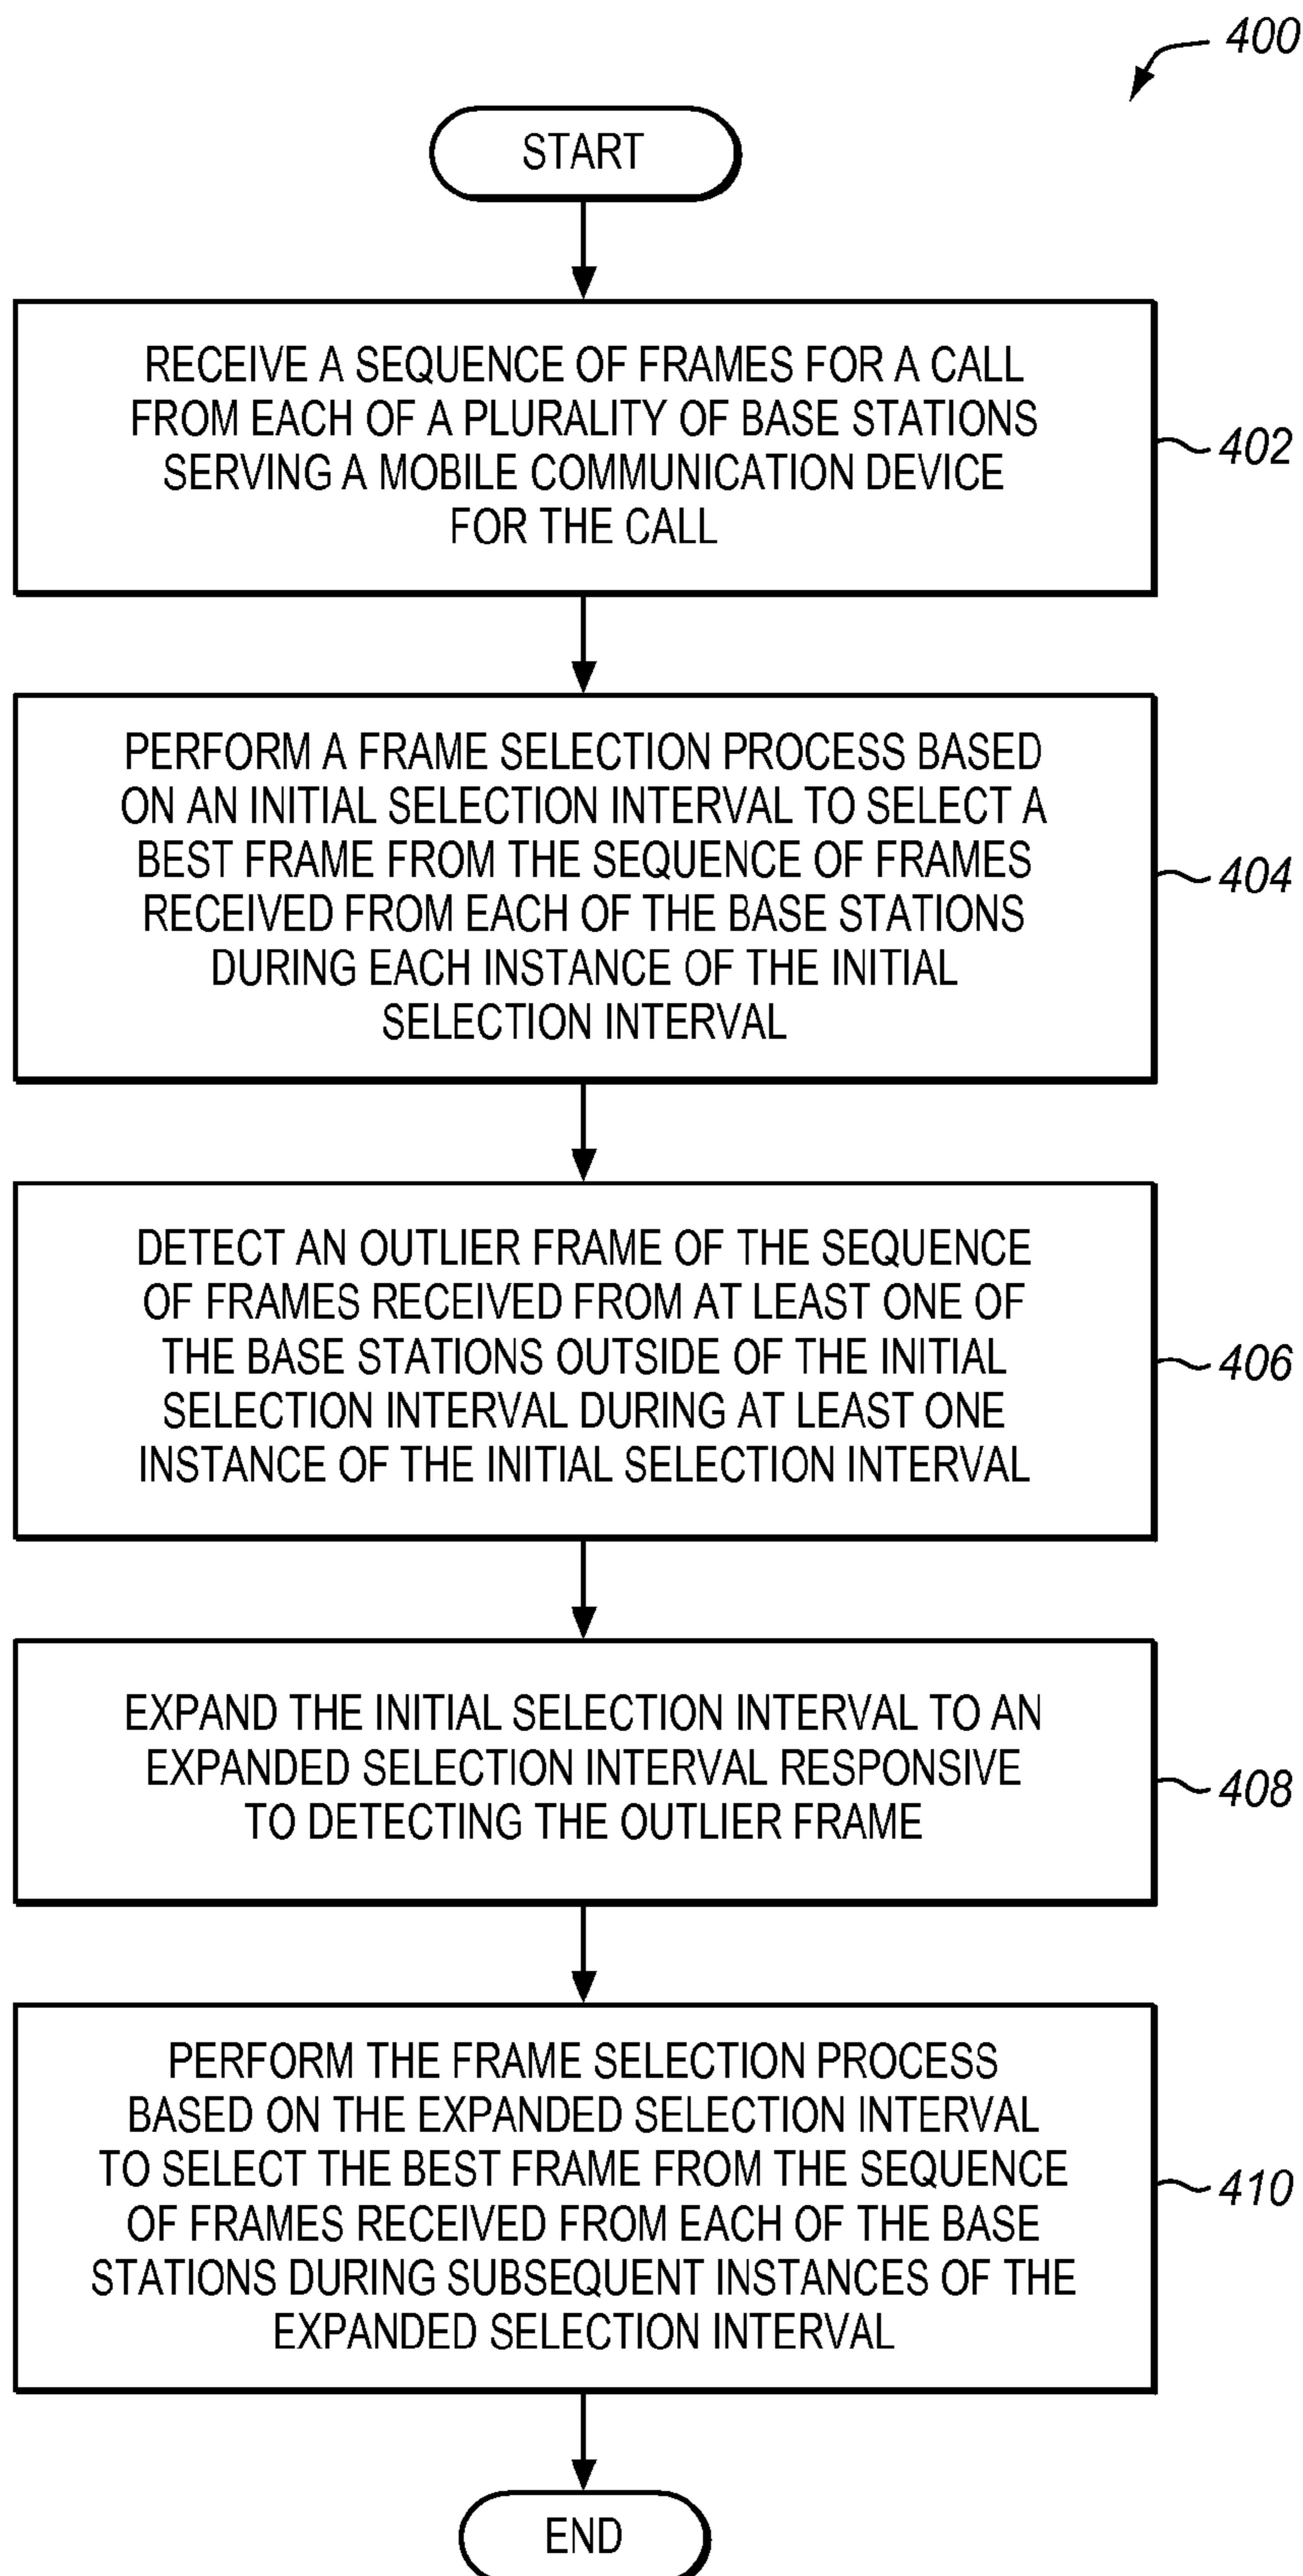 400
START
RECEIVE A SEQUENCE OF FRAMES FOR A CALL
FROM EACH OF A PLURALITY OF BASE STATIONS
SERVING A MOBILE COMMUNICATION DEVICE
FOR THE CALL
402
PERFORM A FRAME SELECTION PROCESS BASED
ON AN INITIAL SELECTION INTERVAL TO SELECT A
BEST FRAME FROM THE SEQUENCE OF FRAMES
RECEIVED FROM EACH OF THE BASE STATIONS
DURING EACH INSTANCE OF THE INITIAL
SELECTION INTERVAL
404
DETECT AN OUTLIER FRAME OF THE SEQUENCE
OF FRAMES RECEIVED FROM AT LEAST ONE OF
THE BASE STATIONS OUTSIDE OF THE INITIAL
SELECTION INTERVAL DURING AT LEAST ONE
INSTANCE OF THE INITIAL SELECTION INTERVAL
406
EXPAND THE INITIAL SELECTION INTERVAL TO AN
EXPANDED SELECTION INTERVAL RESPONSIVE
TO DETECTING THE OUTLIER FRAME
408
PERFORM THE FRAME SELECTION PROCESS
BASED ON THE EXPANDED SELECTION INTERVAL
TO SELECT THE BEST FRAME FROM THE SEQUENCE
OF FRAMES RECEIVED FROM EACH OF THE BASE
STATIONS DURING SUBSEQUENT INSTANCES OF THE
EXPANDED SELECTION INTERVAL
410
END